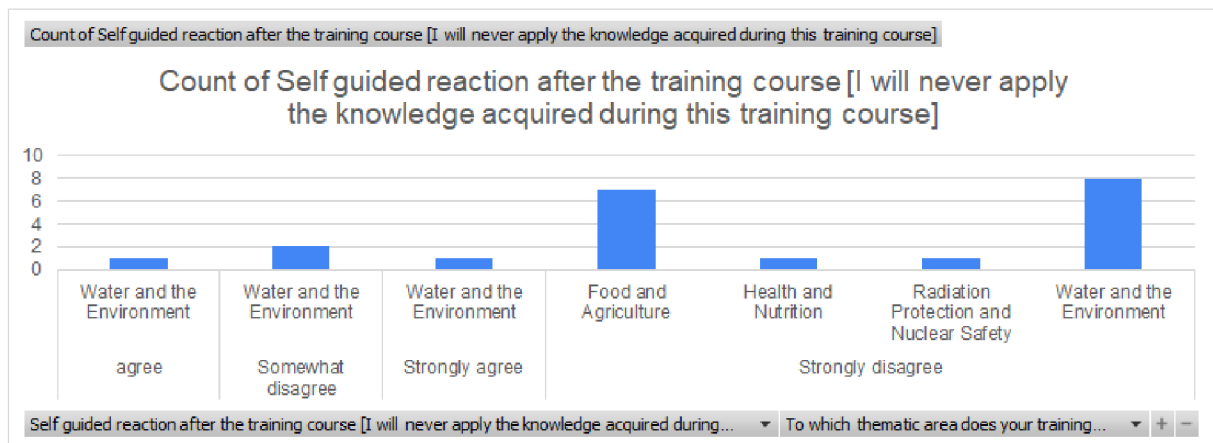 Count of Self guided reaction after the training course [I will never apply the knowledge acquired during this training course]
Count of Self guided reaction after the training course [I will never apply
the knowledge acquired during this training course]
10
8
6
4
2
0
Water and the
Environment
Water and the
Environment
Water and the
Environment
Food and
Agriculture
Health and
Nutrition
Radiation
Protection and
Nuclear Safety
Water and the
Environment
agree
Somewhat
disagree
Strongly agree
Strongly disagree
Self guided reaction after the training course [I will never apply the knowledge acquired during...
To which thematic area does your training...
+
−